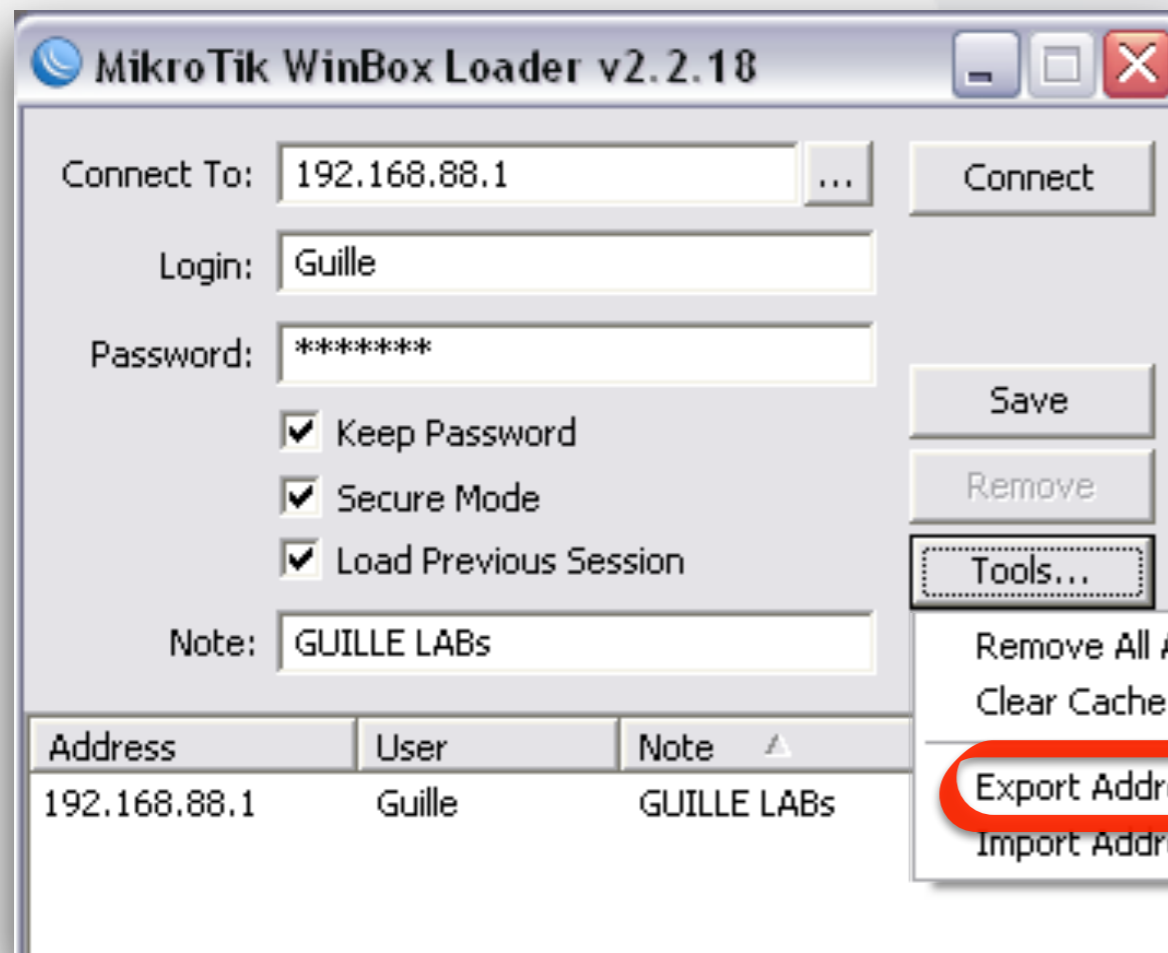 MikroTik WinBox Loader v2.2.18
Connect To: 192.168.88.1 ... Connect
Login: Guille
Password: *******
Keep Password
Save
Secure Mode
Remove
Load Previous Session
Tools...
Note: GUILLE LABs
Remove All
Clear Cache
Address User Note
Export
192.168.88.1 Guille GUILLE LABs
Import